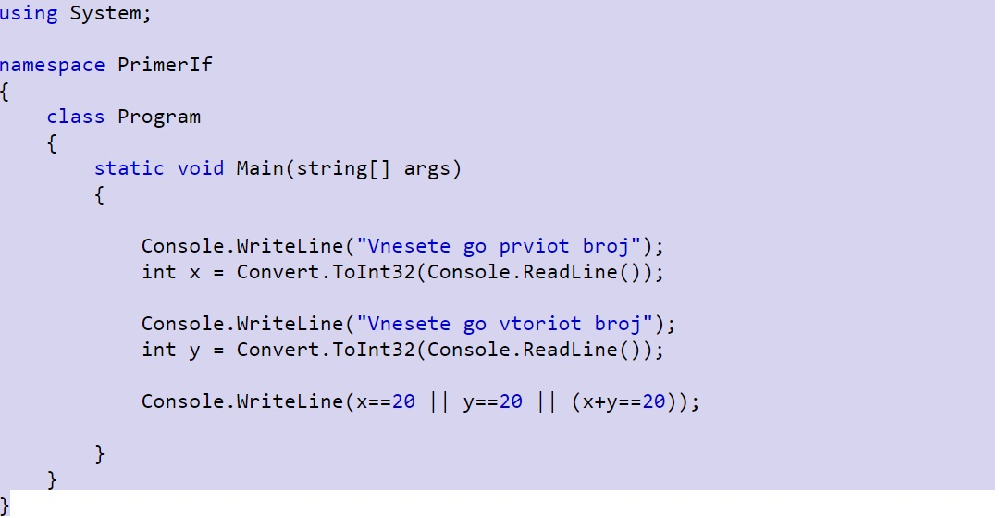 using System;
namespace PrimerIf
{
class Program
{
static void Main(string[] args)
{
Console.WriteLine("Vnesete go prviot broj");
int x = Convert.ToInt32(Console.ReadLine());
Console.WriteLine("Vnesete go vtoriot broj");
int y = Convert.ToInt32(Console.ReadLine());
Console.WriteLine(x==20 || y==20 || (x+y==20));
}
}
}